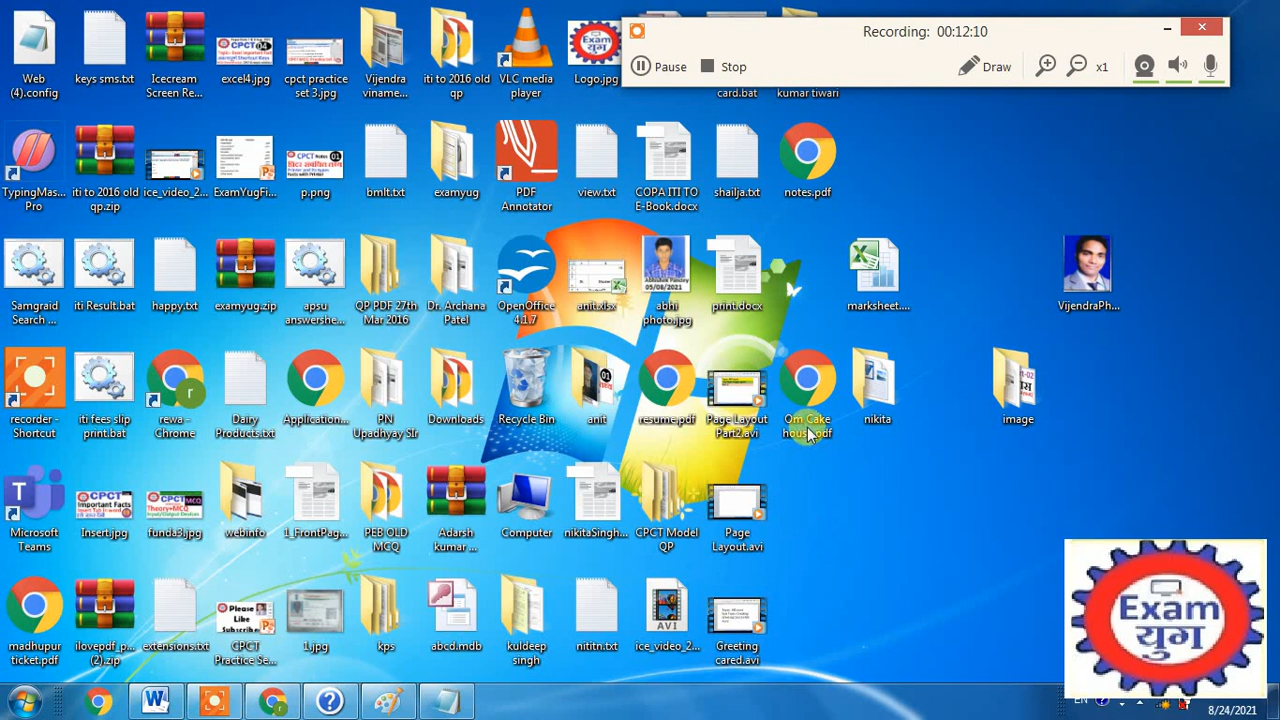 Recording: 00:12:10
Pause
Stop
Draw
x1
Web (4).config
keys sms.txt
Icecream Screen Re...
excel4.jpg
cpct practice set 3.jpg
Vijendra viname...
iti to 2016 old qp
VLC media player
Logo.jpg
card.bat
kumar tiwari
TypingMas... Pro
iti to 2016 old qp.zip
ice_video_2...
ExamYugFi...
p.png
bmlt.txt
examyug
PDF Annotator
view.txt
COPA ITI TO E-Book.docx
shailja.txt
notes.pdf
Samgraid Search ...
iti Result.bat
happy.txt
examyug.zip
apsu answershe...
QP PDF 27th Mar 2016
Dr. Archana Patel
OpenOffice 4.1.7
anit.xlsx
abhi photo.jpg
print.docx
marksheet....
VijendraPh...
recorder - Shortcut
iti fees slip print.bat
rewa - Chrome
Dairy Products.txt
Application...
PN Upadhyay Sir
Downloads
Recycle Bin
anit
resume.pdf
Page Layout Part2.avi
Om Cake house.pdf
nikita
image
Microsoft Teams
Insert.jpg
funda3.jpg
webinfo
1_FrontPag...
PEB OLD MCQ
Adarsh kumar ...
Computer
nikitaSingh...
CPCT Model QP
Page Layout.avi
madhupur ticket.pdf
ilovepdf_p... (2).zip
extensions.txt
CPCT Practice Se...
1.jpg
kps
abcd.mdb
kuldeep singh
nititn.txt
ice_video_2...
Greeting cared.avi
Exam
युग
EN
8/24/2021